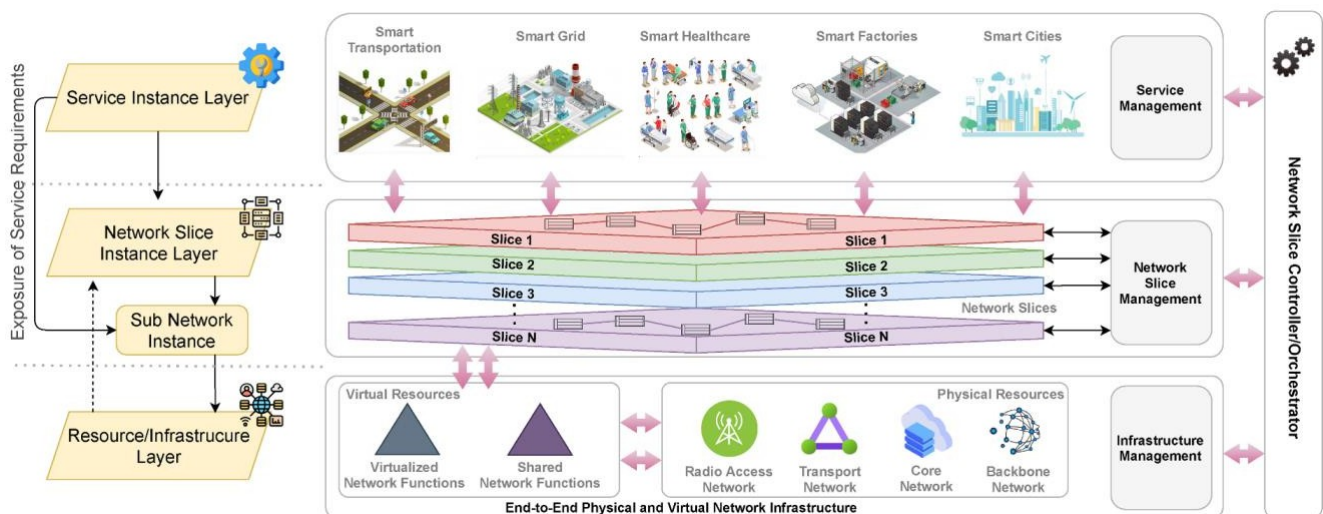 Exposure of Service Requirements
Service Instance Layer
Network Slice
Instance Layer
Sub Network
Instance
Resource/Infrastrucure
Layer
Smart
Transportation
Smart Grid
Smart Healthcare
Smart Factories
Smart Cities
Service
Management
Slice 1
Slice 1
Slice 2
Slice 2
Slice 3
Slice 3
Network Slices
Slice N
Slice N
Network
Slice
Management
Virtual Resources
Virtualized
Network Functions
Shared
Network Functions
Physical Resources
Radio Access
Network
Transport
Network
Core
Network
Backbone
Network
Infrastructure
Management
End-to-End Physical and Virtual Network Infrastructure
Network Slice Controller/Orchestrator